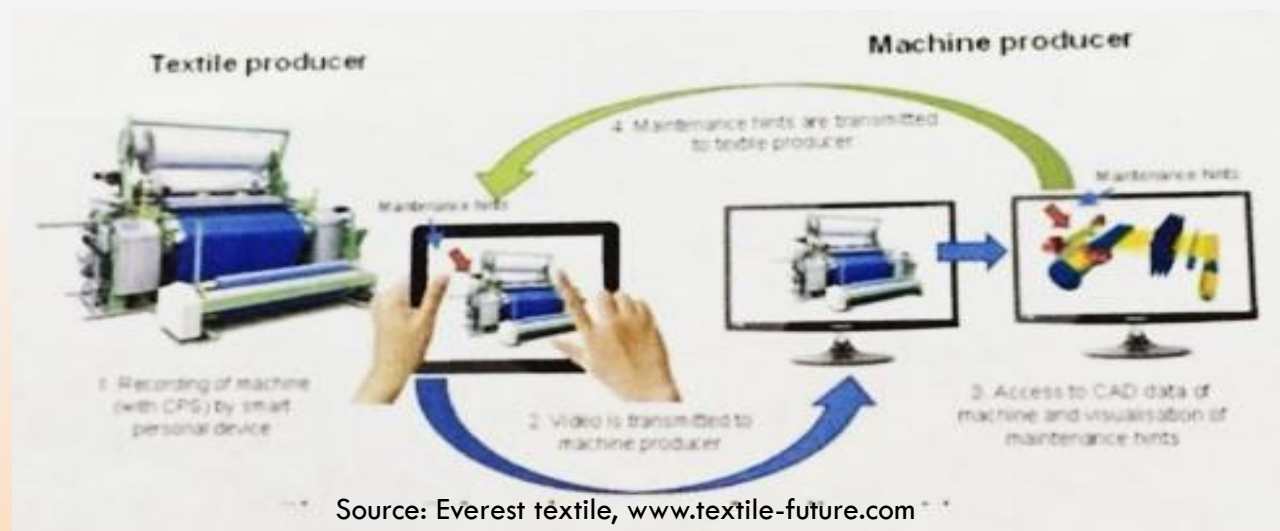 Textile producer
Machine producer
4. Maintenance hints are transmitted
to textile producer
Maintenance hints
Maintenance hints
1. Recording of machine
(with CPS) by smart
personal device
2. Video is transmitted to
machine producer
3. Access to CAD data of
machine and visualisation of
maintenance hints
Source: Everest textile, www.textile-future.com